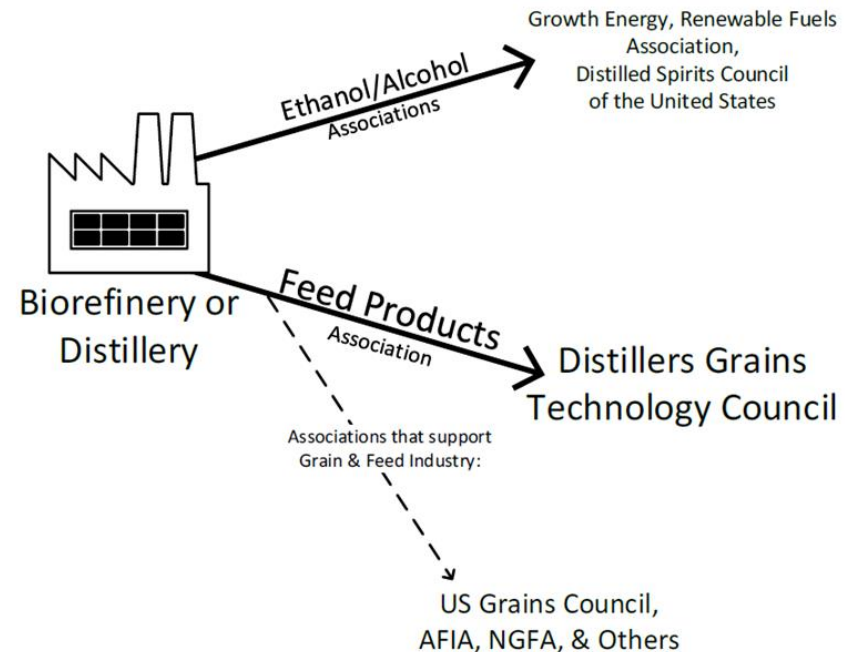 Growth Energy, Renewable Fuels
Association,
Distilled Spirits Council
of the United States
Ethanol/Alcohol
Associations
Biorefinery or
Distillery
Feed Products
Association
Distillers Grains
Technology Council
Associations that support
Grain & Feed Industry:
US Grains Council,
AFIA, NGFA, & Others